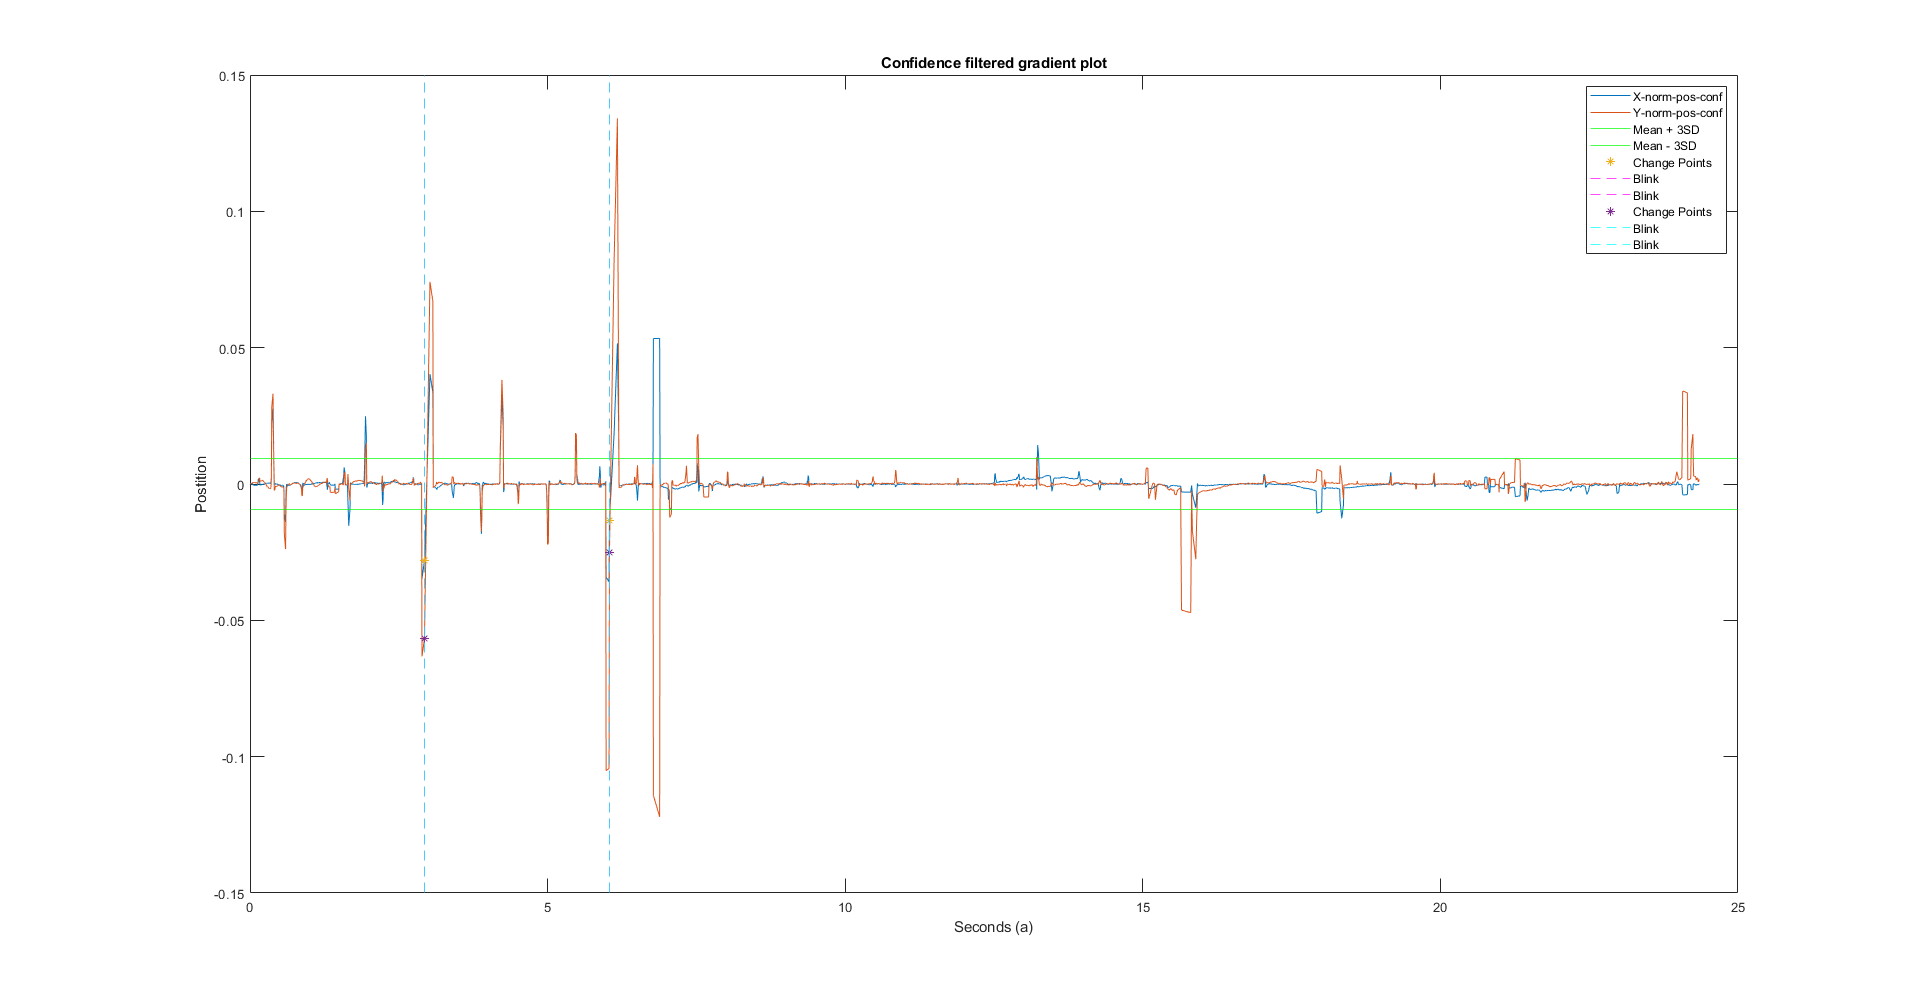 Confidence filtered gradient plot
0.15
0.1
0.05
0
-0.05
-0.1
-0.15
Postition
0
5
10
15
20
25
Seconds (a)
X-norm-pos-conf
Y-norm-pos-conf
Mean + 3SD
Mean - 3SD
Change Points
Blink
Blink
Change Points
Blink
Blink